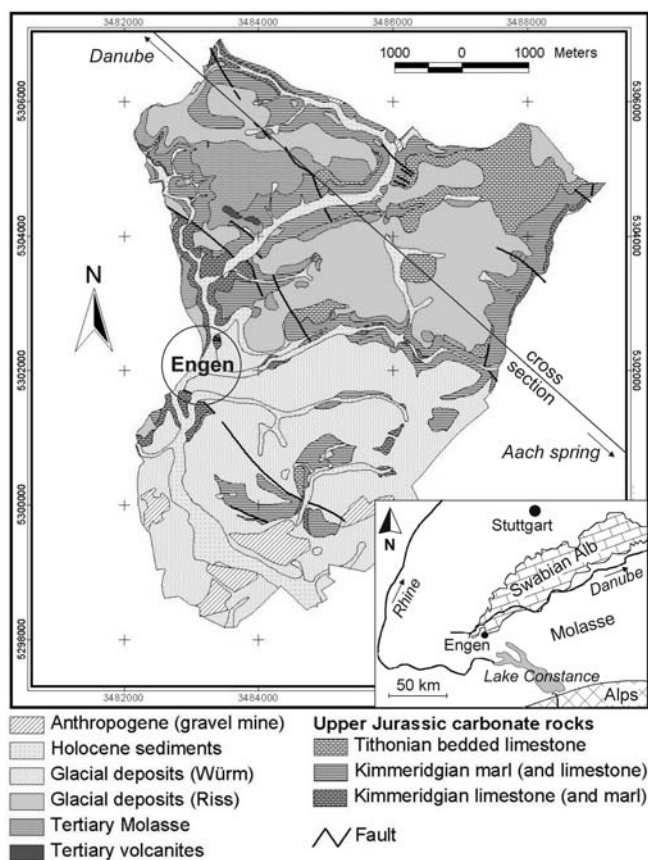 3482000 3484000 3486000 3488000
Danube
1000 0 1000 Meters
5306000 5306000
5304000 5304000
N
Engen
5302000 5302000
cross
section
Aach spring
5300000
5298000
N
Stuttgart
Swabian Alb
Rhine
Danube
Engen
Molasse
Lake Constance
50 km
Alps
3482000 3484000
Anthropogene (gravel mine)
Holocene sediments
Glacial deposits (Würm)
Glacial deposits (Riss)
Tertiary Molasse
Tertiary volcanites
Upper Jurassic carbonate rocks
Tithonian bedded limestone
Kimmeridgian marl (and limestone)
Kimmeridgian limestone (and marl)
Fault